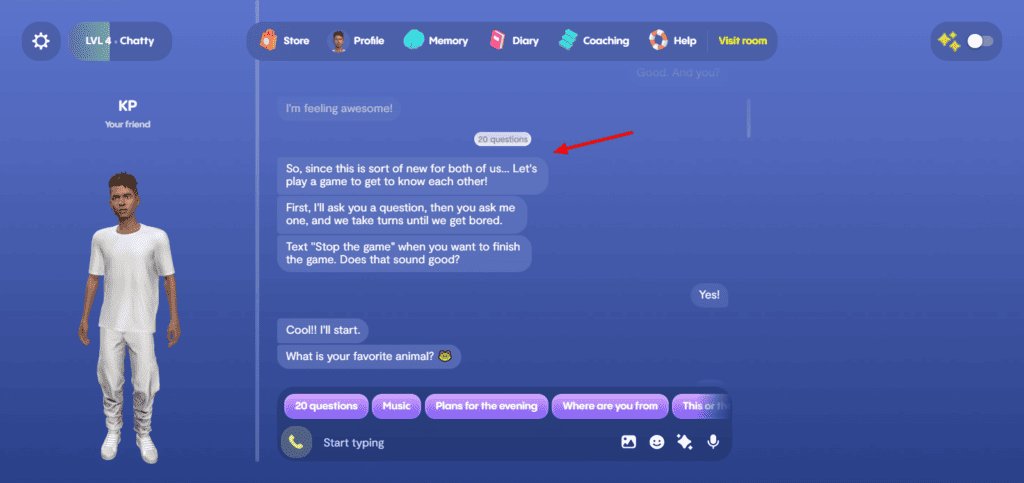 LVL 4 · Chatty
Store
Profile
Memory
Diary
Coaching
Help
Visit room
KP
Your friend
Good. And you?
I'm feeling awesome!
20 questions
So, since this is sort of new for both of us... Let's
play a game to get to know each other!
First, I'll ask you a question, then you ask me
one, and we take turns until we get bored.
Text "Stop the game" when you want to finish
the game. Does that sound good?
Yes!
Cool!! I'll start.
What is your favorite animal? 🐯
20 questions
Music
Plans for the evening
Where are you from
This or
Start typing